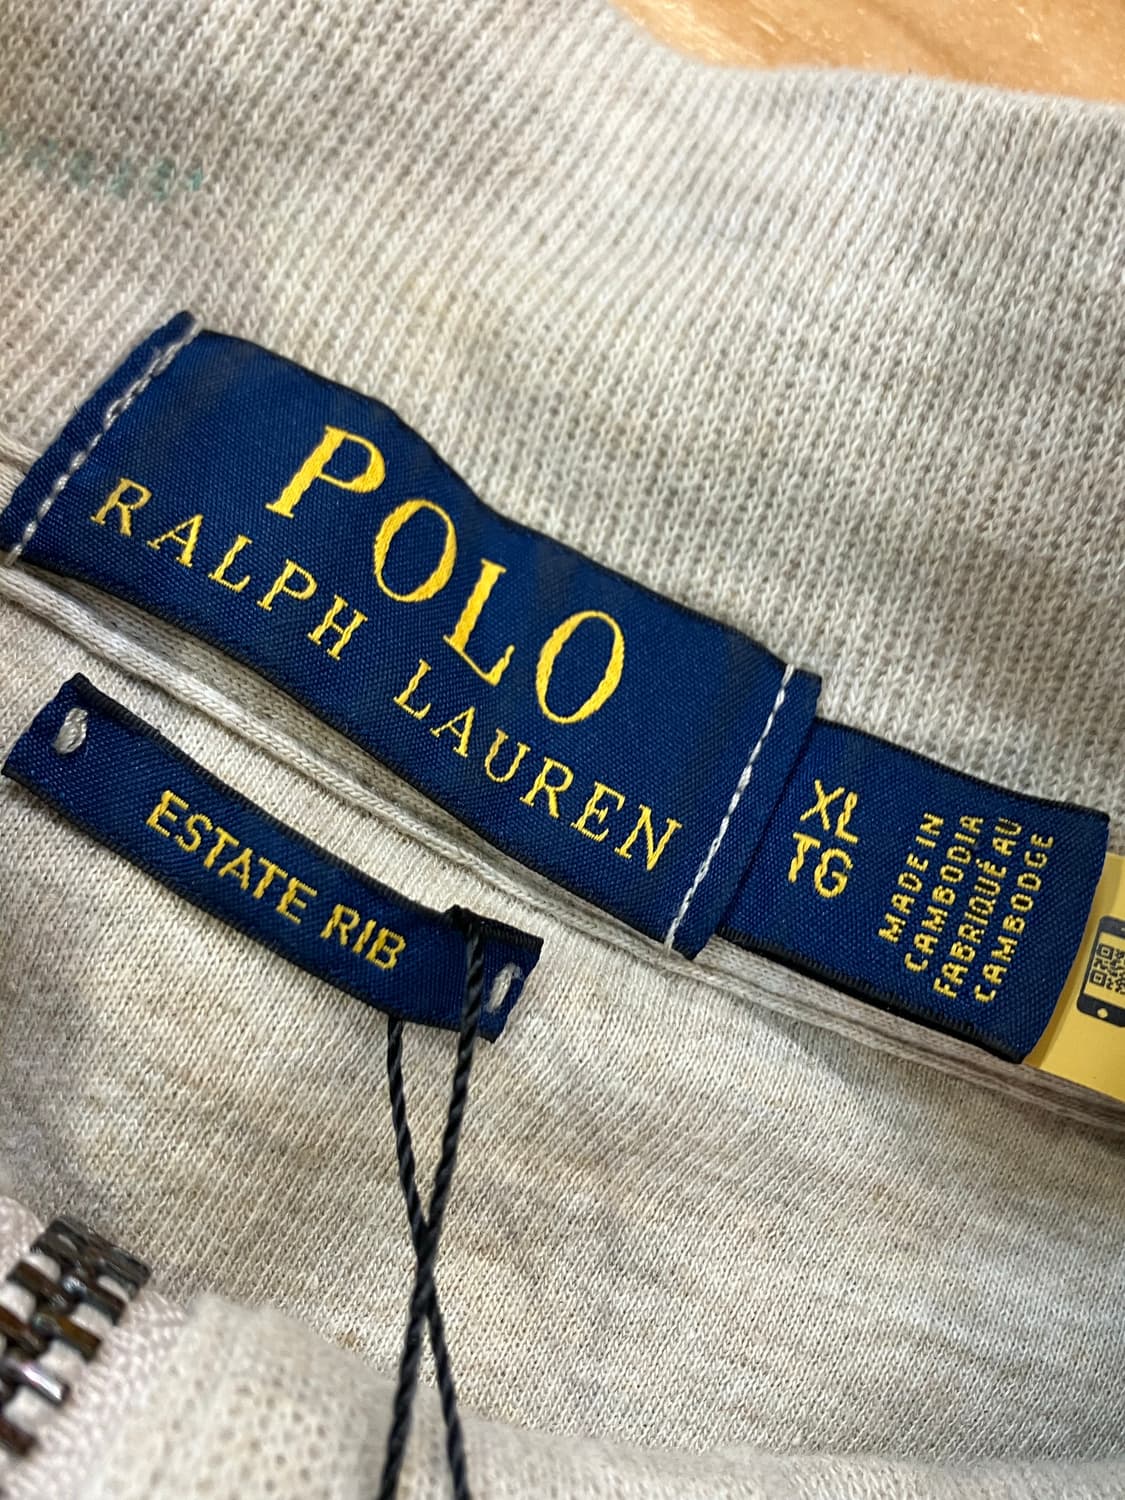 POLO
RALPH LAUREN
XL
TG
MADE IN
CAMBODIA
FABRIQUÉ AU
CAMBODGE
ESTATE RIB